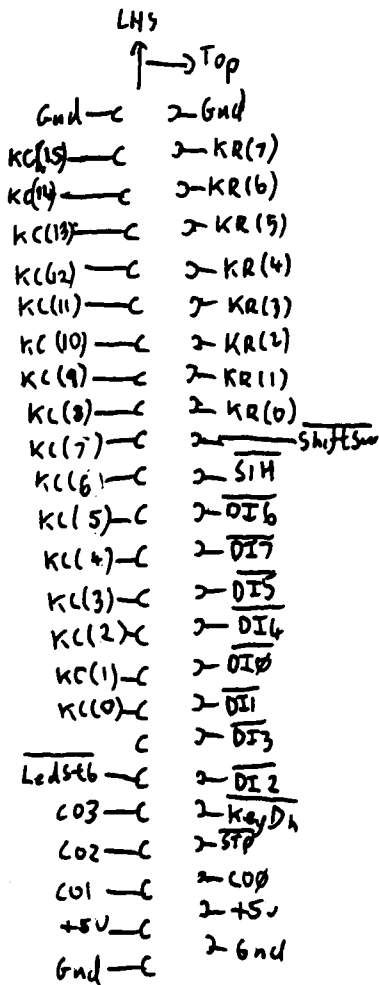 LHS
Top
Gnd Gnd
KC(15) KR(7)
KC(14) KR(6)
KC(13) KR(5)
KC(12) KR(4)
KC(11) KR(3)
KC(10) KR(2)
KC(9) KR(1)
KC(8) KR(0)
KC(7) ShiftSw
KC(6) SIH
KC(5) DI6
KC(4) DI7
KC(3) DI5
KC(2) DI4
KC(1) DIØ
KC(0) DI1
DI3
LedStb DI2
CO3 KeyDn
CO2 STP
CO1 COØ
+5V +5V
Gnd Gnd